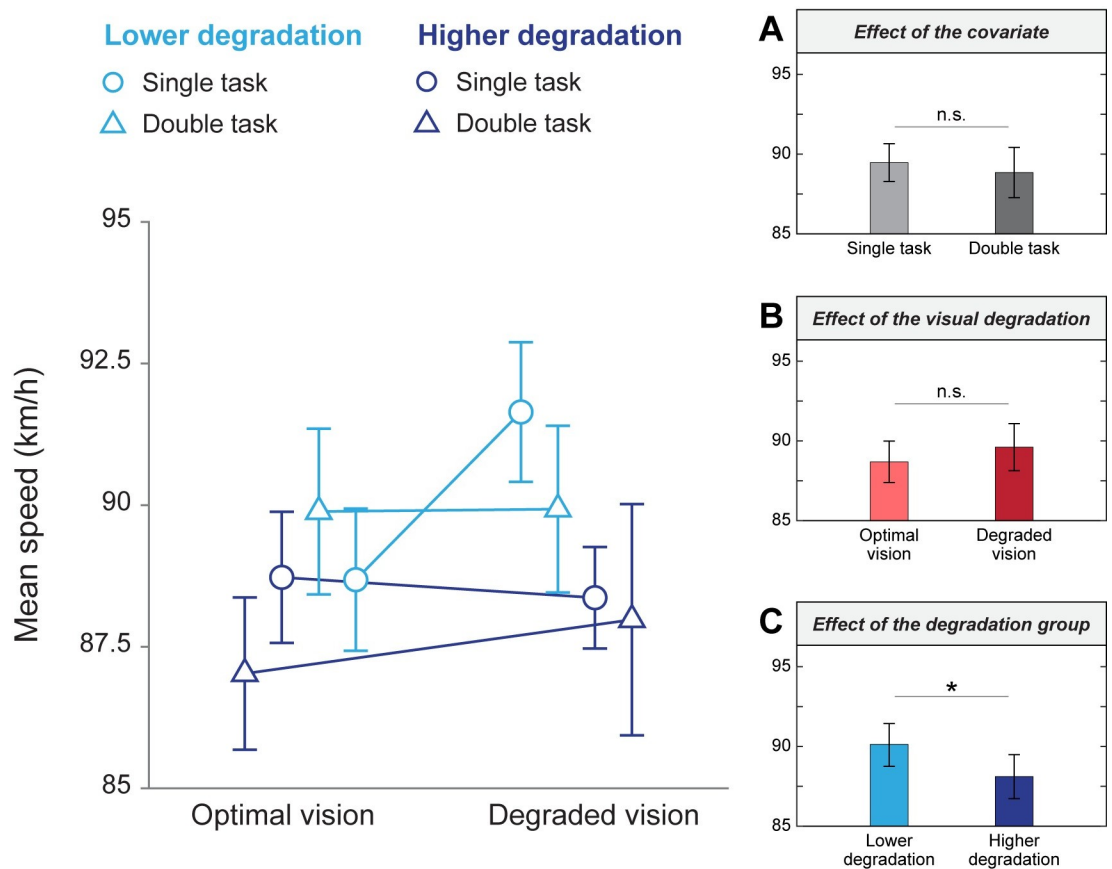 Lower degradation
Single task
Double task
Higher degradation
Single task
Double task
Mean speed (km/h)
95
92.5
90
87.5
85
Optimal vision
Degraded vision
A
Effect of the covariate
95
90
85
n.s.
Single task
Double task
B
Effect of the visual degradation
95
90
85
n.s.
Optimal
vision
Degraded
vision
C
Effect of the degradation group
95
90
85
*
Lower
degradation
Higher
degradation